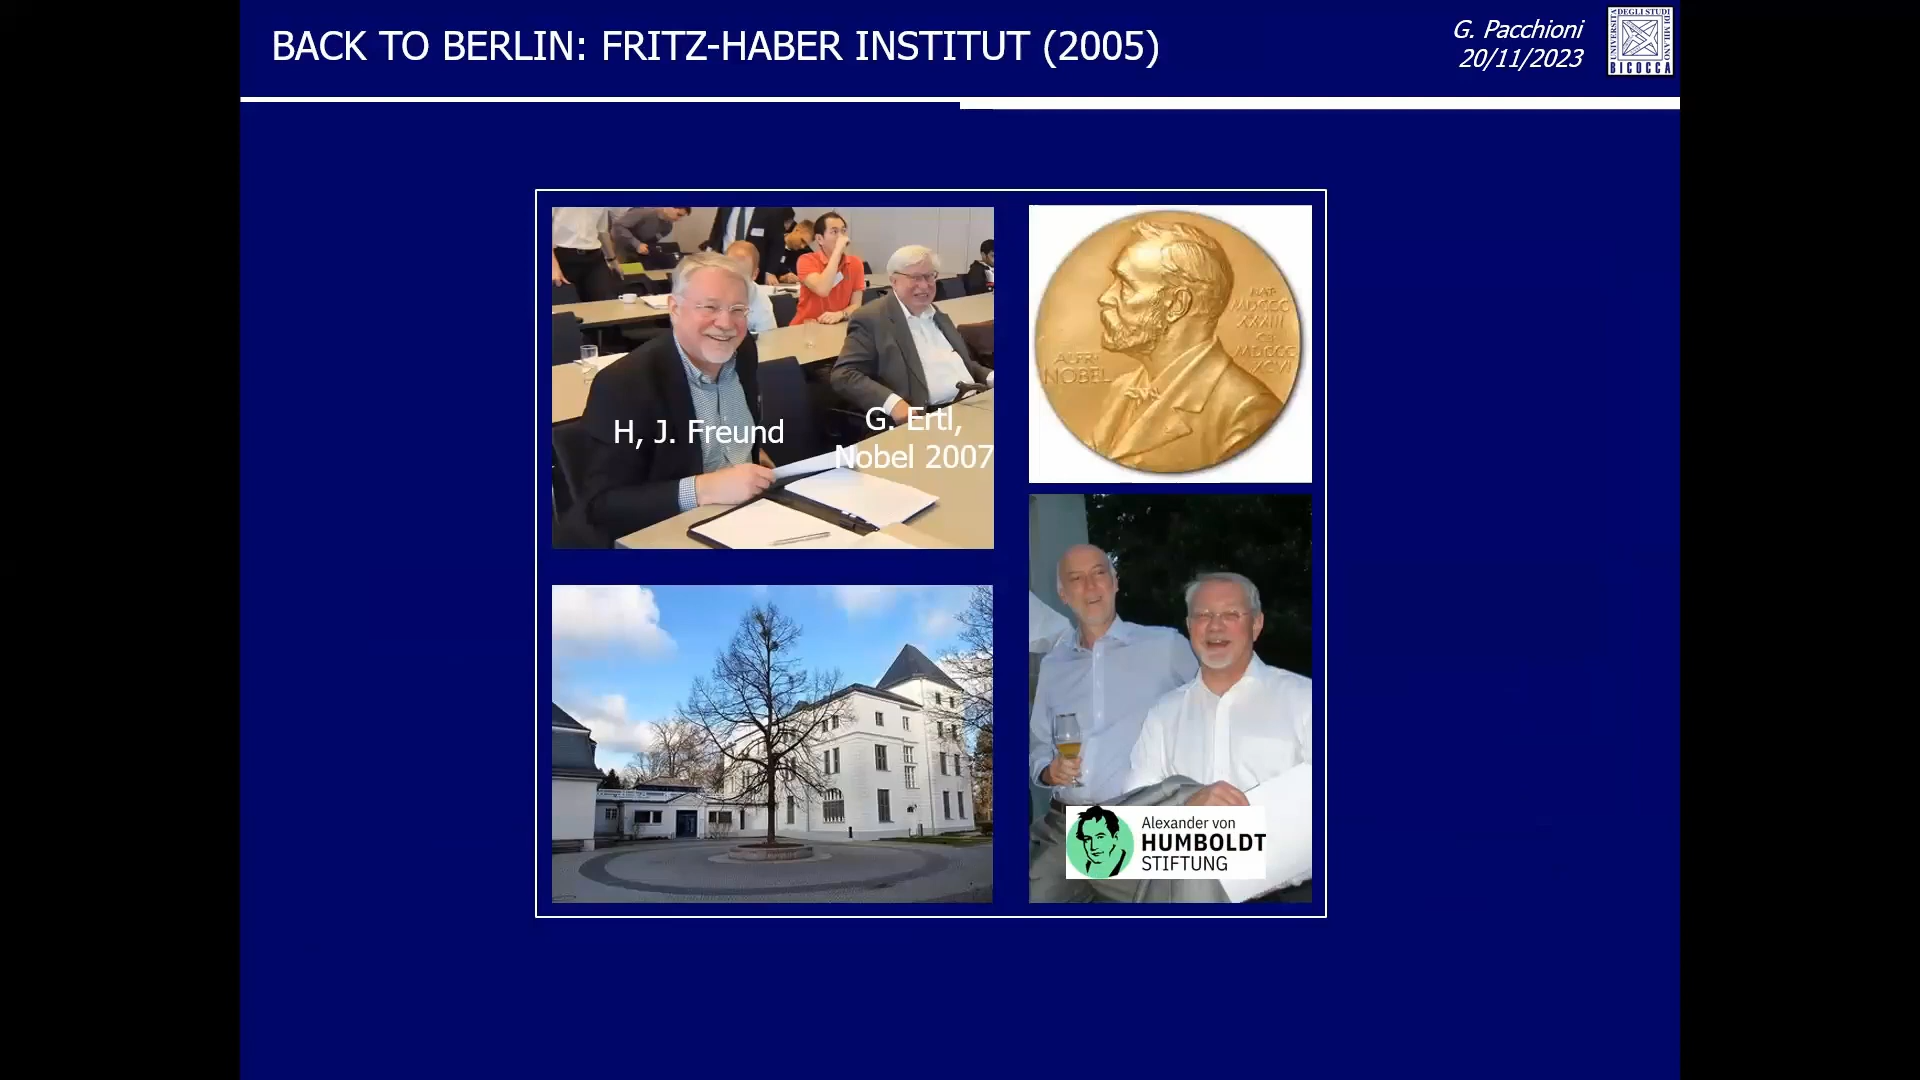 BACK TO BERLIN: FRITZ-HABER INSTITUT (2005)
G. Pacchioni
20/11/2023
UNIVERSITÀ DEGLI STUDI DI MILANO
BICOCCA
H, J. Freund
G. Ertl,
Nobel 2007
ALFR.
NOBEL
NAT.
MDCCC
XXXIII
OB.
MDCCC
XCVI
Alexander von
HUMBOLDT
STIFTUNG